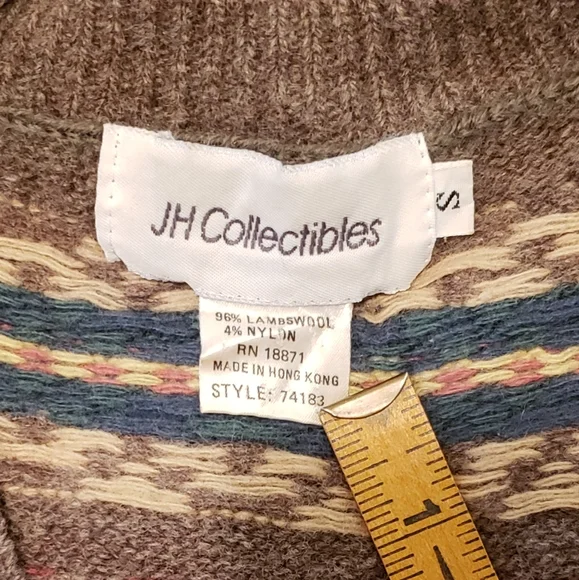 JH Collectibles
S
96% LAMBSWOOL
4% NYLON
RN 18871
MADE IN HONG KONG
STYLE: 74183
1